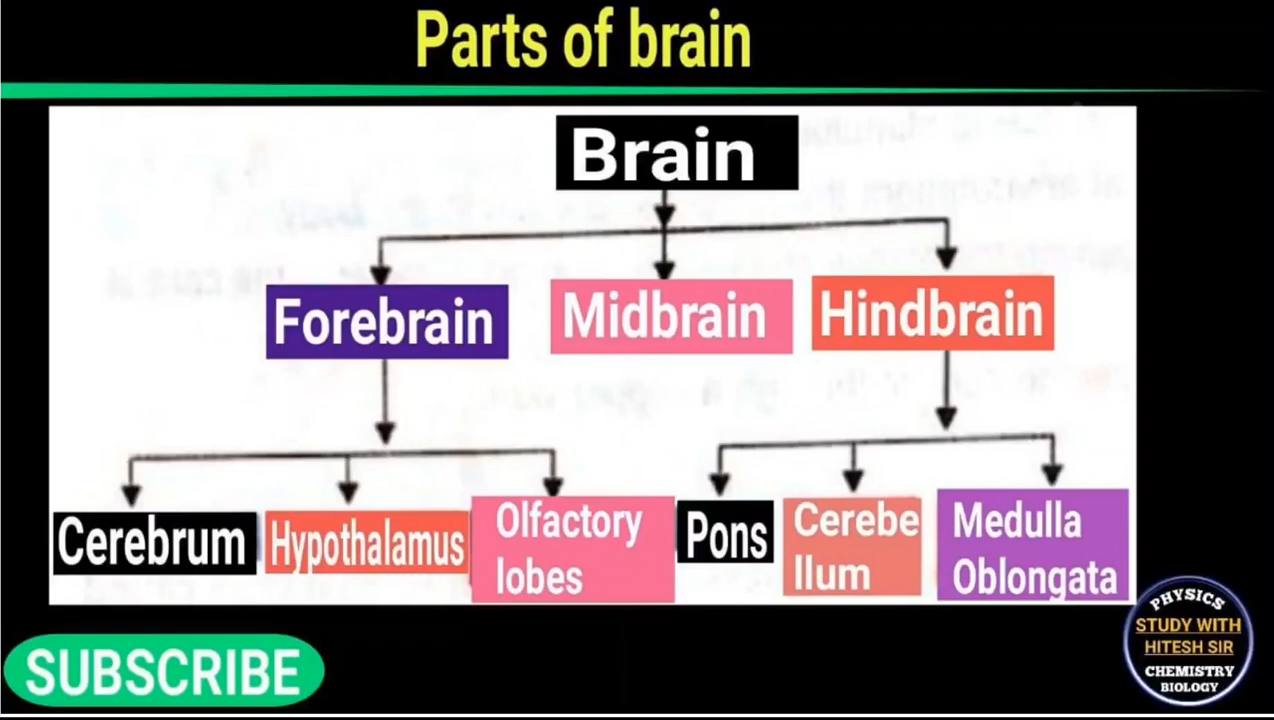 Parts of brain
Brain
Forebrain
Midbrain
Hindbrain
Cerebrum
Hypothalamus
Olfactory
lobes
Pons
Cerebe
llum
Medulla
Oblongata
SUBSCRIBE
PHYSICS
STUDY WITH
HITESH SIR
CHEMISTRY
BIOLOGY